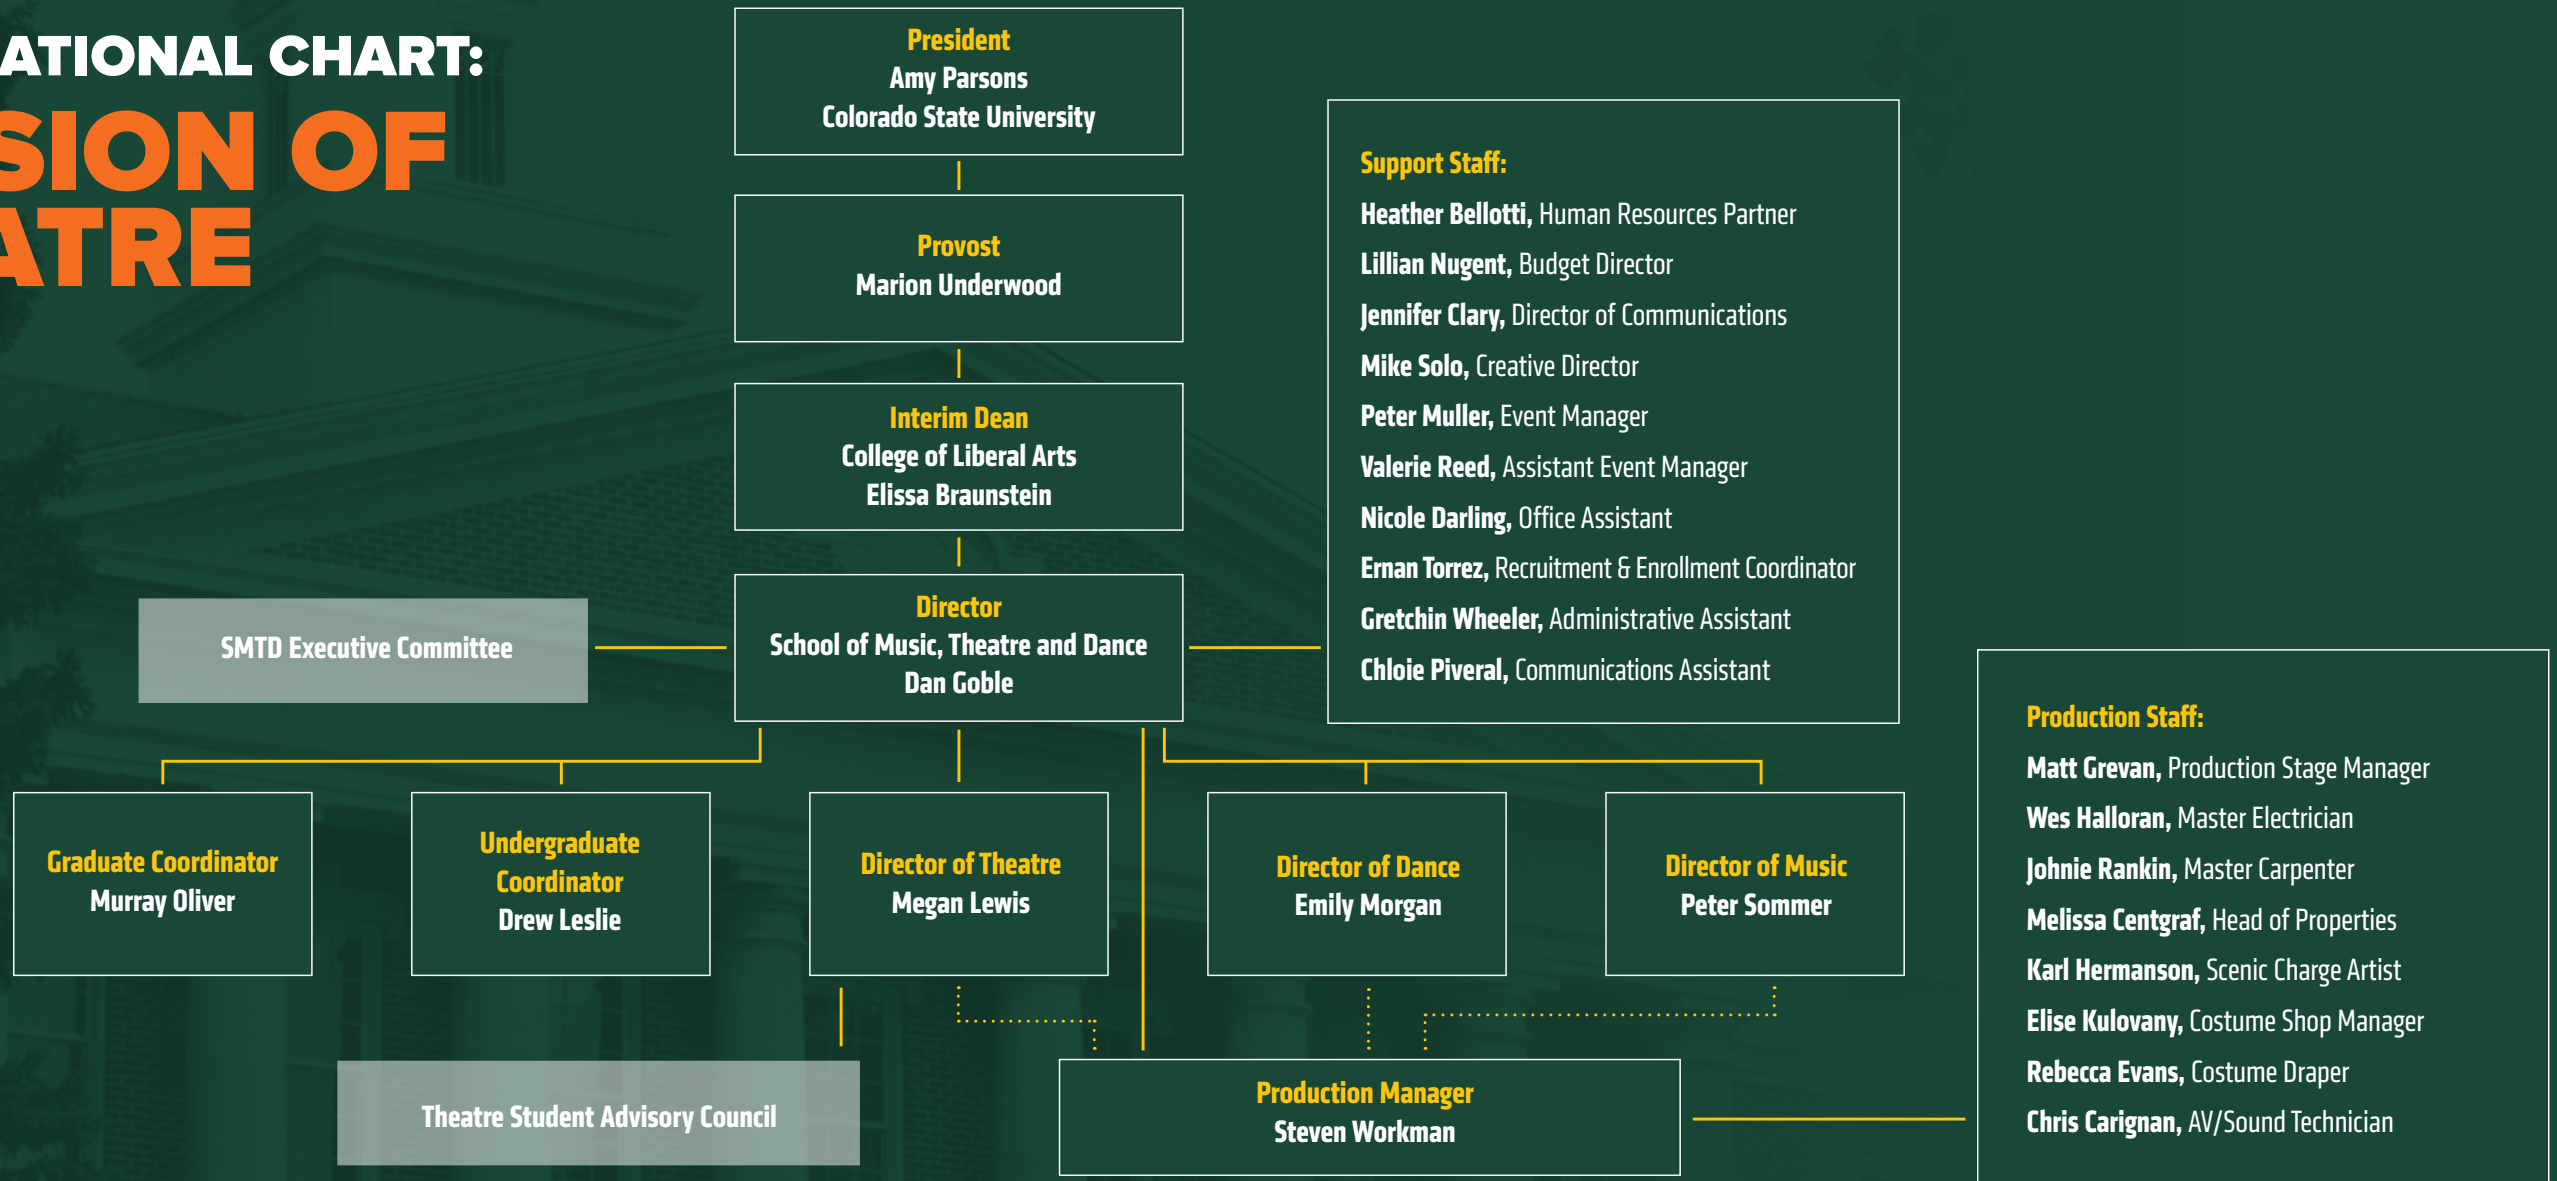 ATIONAL CHART:
SION OF
ATRE
President
Amy Parsons
Colorado State University
Provost
Marion Underwood
Interim Dean
College of Liberal Arts
Elissa Braunstein
Director
School of Music, Theatre and Dance
Dan Goble
SMTD Executive Committee
Support Staff:
Heather Bellotti, Human Resources Partner
Lillian Nugent, Budget Director
Jennifer Clary, Director of Communications
Mike Solo, Creative Director
Peter Muller, Event Manager
Valerie Reed, Assistant Event Manager
Nicole Darling, Office Assistant
Ernan Torrez, Recruitment & Enrollment Coordinator
Gretchin Wheeler, Administrative Assistant
Chloie Piveral, Communications Assistant
Graduate Coordinator
Murray Oliver
Undergraduate
Coordinator
Drew Leslie
Director of Theatre
Megan Lewis
Director of Dance
Emily Morgan
Director of Music
Peter Sommer
Theatre Student Advisory Council
Production Manager
Steven Workman
Production Staff:
Matt Grevan, Production Stage Manager
Wes Halloran, Master Electrician
Johnie Rankin, Master Carpenter
Melissa Centgraf, Head of Properties
Karl Hermanson, Scenic Charge Artist
Elise Kulovany, Costume Shop Manager
Rebecca Evans, Costume Draper
Chris Carignan, AV/Sound Technician